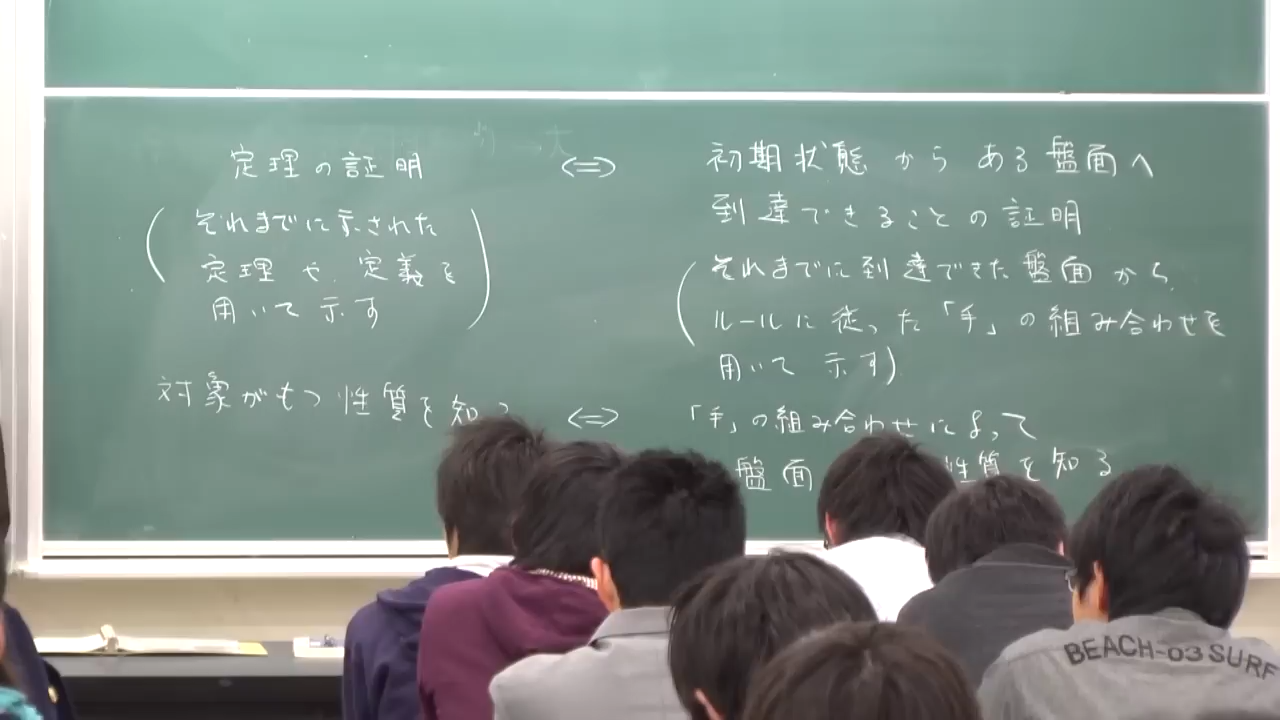 定理の証明
(それまでに示された
定理や定義を
用いて示す)
対象がもつ性質を知
⇔
⇔
初期状態からある盤面へ
到達できることの証明
(それまでに到達できた盤面から
ルールに従った「手」の組み合わせを
用いて示す)
「手」の組み合わせによって
盤面 性質を知る
BEACH-03 SURF